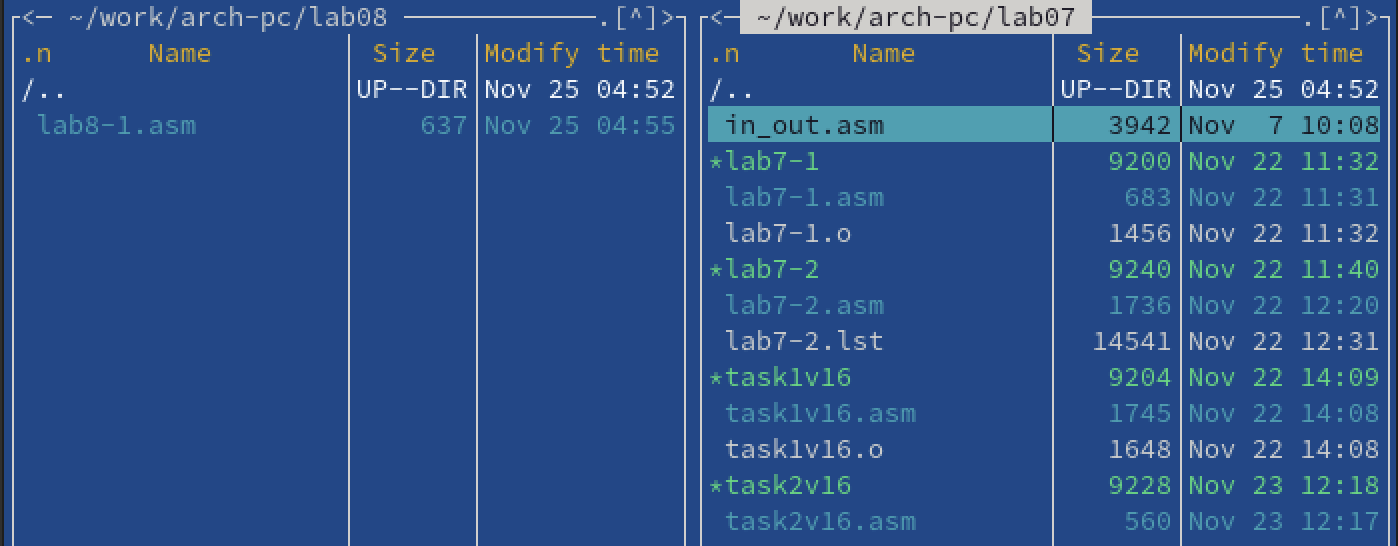 <— ~/work/arch-pc/lab08 .[^]>
.n Name Size Modify time
/.. UP--DIR Nov 25 04:52
lab8-1.asm 637 Nov 25 04:55
<— ~/work/arch-pc/lab07 .[^]>
.n Name Size Modify time
/.. UP--DIR Nov 25 04:52
in_out.asm 3942 Nov 7 10:08
*lab7-1 9200 Nov 22 11:32
lab7-1.asm 683 Nov 22 11:31
lab7-1.o 1456 Nov 22 11:32
*lab7-2 9240 Nov 22 11:40
lab7-2.asm 1736 Nov 22 12:20
lab7-2.lst 14541 Nov 22 12:31
*task1v16 9204 Nov 22 14:09
task1v16.asm 1745 Nov 22 14:08
task1v16.o 1648 Nov 22 14:08
*task2v16 9228 Nov 23 12:18
task2v16.asm 560 Nov 23 12:17